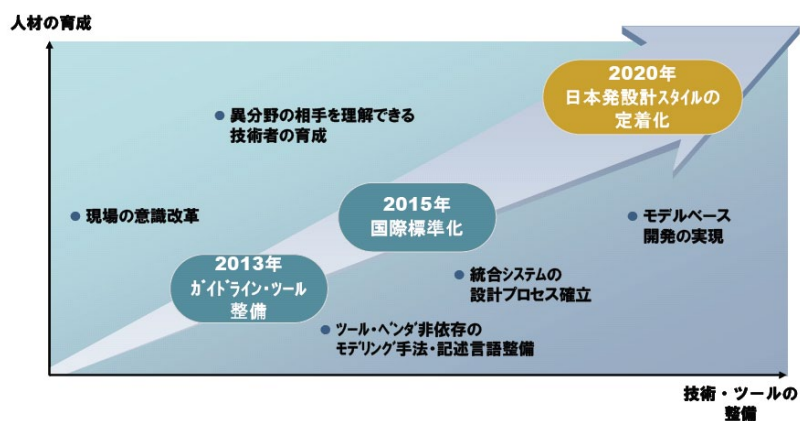 人材の育成
2020年
日本発設計スタイルの
定着化
異分野の相手を理解できる
技術者の育成
2015年
国際標準化
現場の意識改革
モデルベース
開発の実現
2013年
ガイドライン・ツール
整備
統合システムの
設計プロセス確立
ツール・ベンダ非依存の
モデリング手法・記述言語整備
技術・ツールの
整備